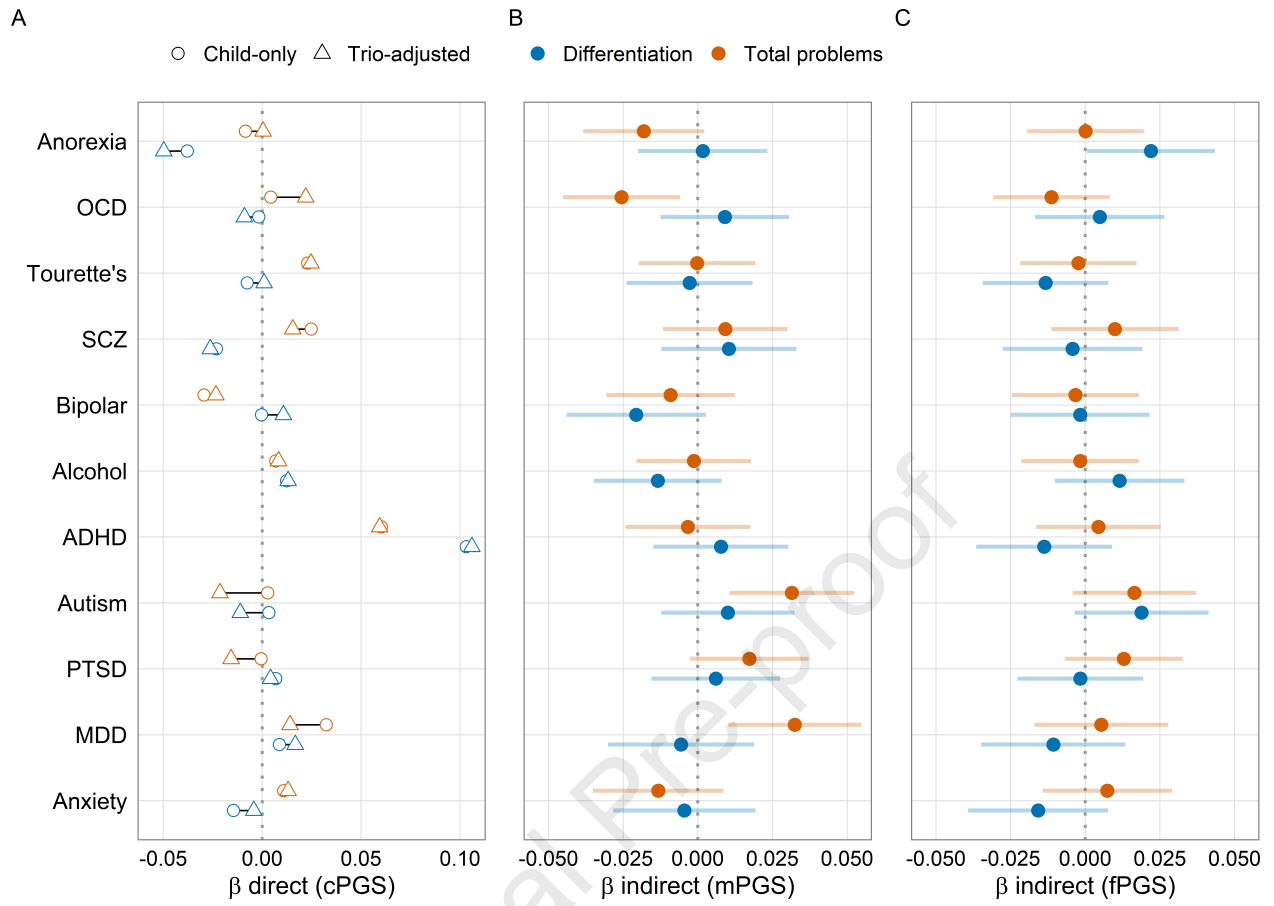 A B C
Child-only Trio-adjusted Differentiation Total problems
Anorexia
OCD
Tourette's
SCZ
Bipolar
Alcohol
ADHD
Autism
PTSD
MDD
Anxiety
-0.05 0.00 0.05 0.10
β direct (cPGS)
-0.050 -0.025 0.000 0.025 0.050
β indirect (mPGS)
-0.050 -0.025 0.000 0.025 0.050
β indirect (fPGS)
al Pre-proof